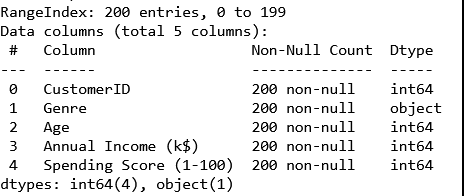 RangeIndex: 200 entries, 0 to 199
Data columns (total 5 columns):
 #   Column                  Non-Null Count  Dtype
---  ------                  --------------  -----
 0   CustomerID              200 non-null    int64
 1   Genre                   200 non-null    object
 2   Age                     200 non-null    int64
 3   Annual Income (k$)      200 non-null    int64
 4   Spending Score (1-100)  200 non-null    int64
dtypes: int64(4), object(1)